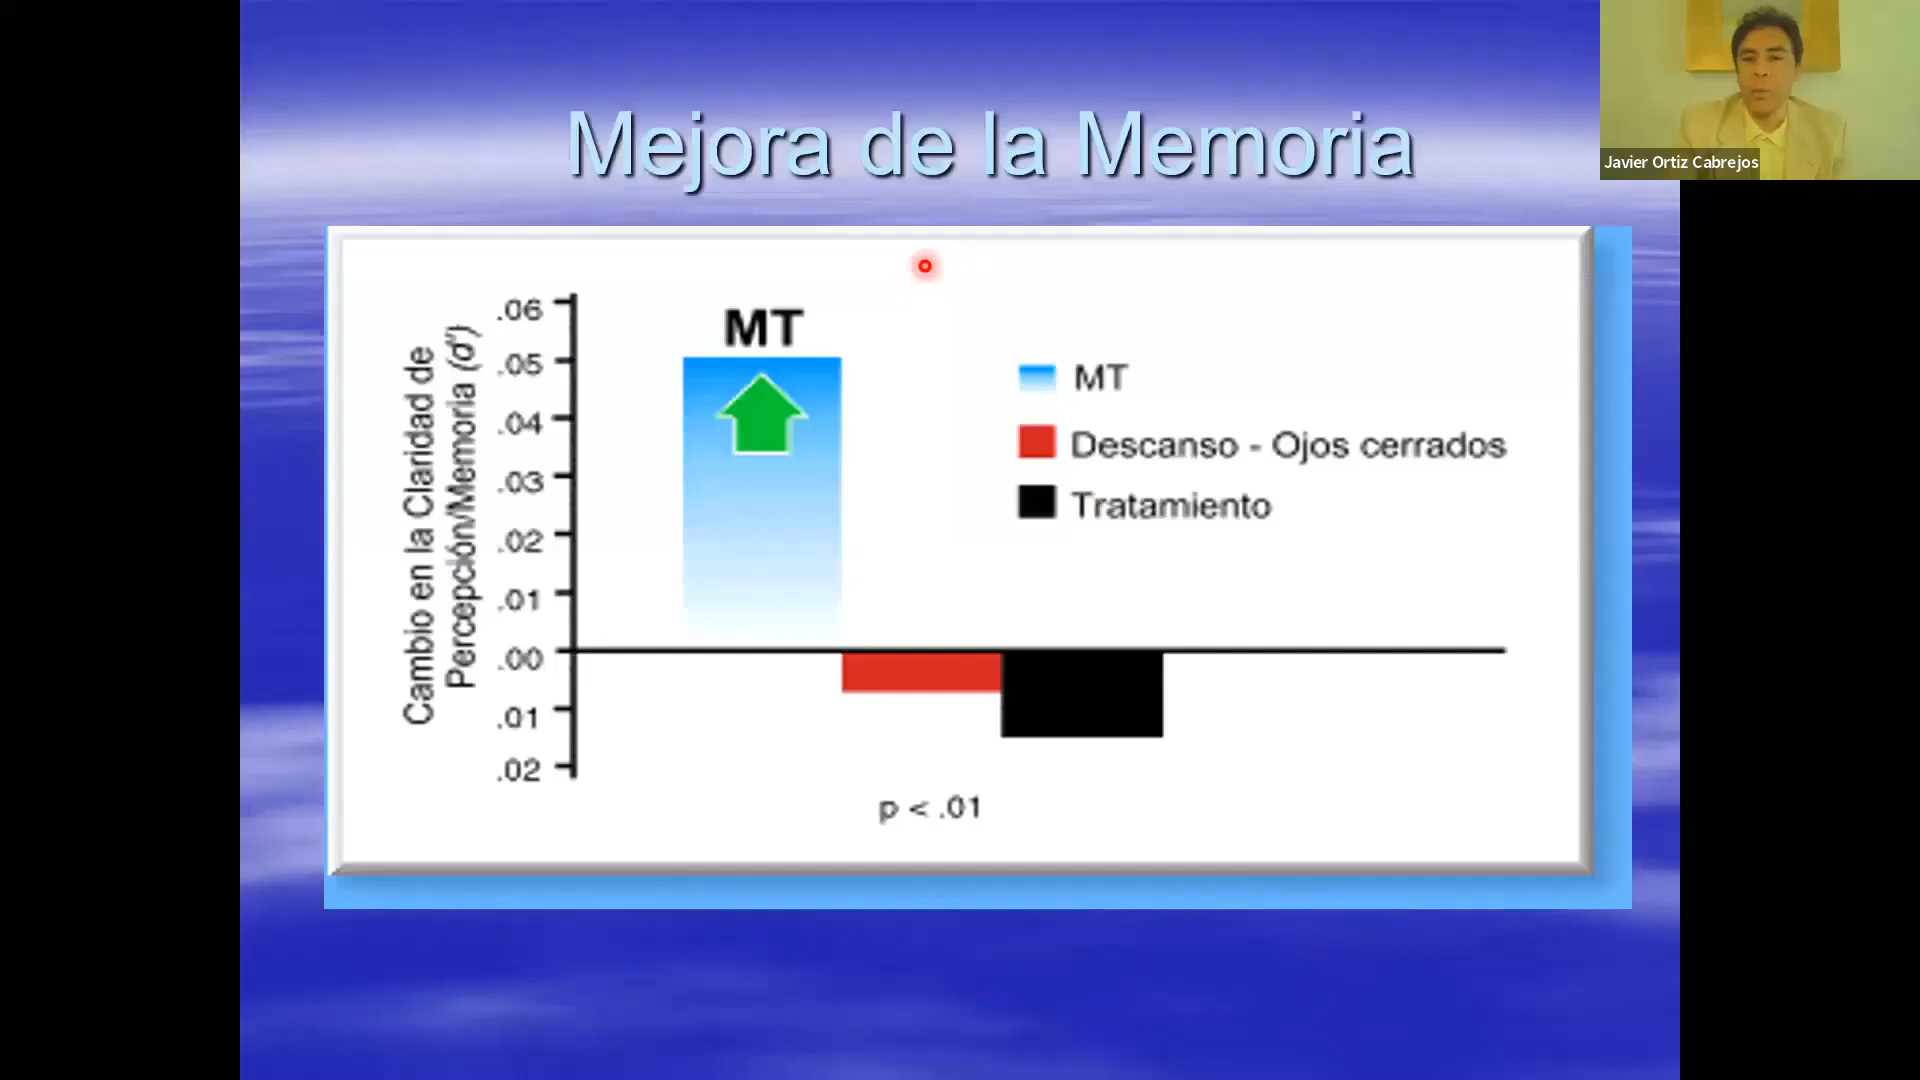 Mejora de la Memoria
Javier Ortiz Cabrejos
Cambio en la Claridad de
Percepción/Memoria (d')
.06
.05
.04
.03
.02
.01
.00
.01
.02
MT
MT
Descanso - Ojos cerrados
Tratamiento
p < .01